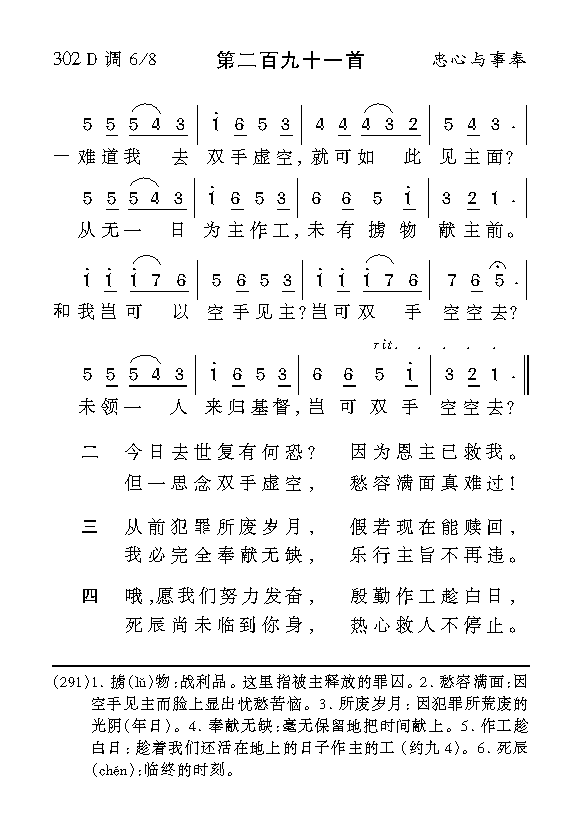 302 D 调 6/8 第二百九十一首 忠心与事奉
5 5 5 4 3 | 1 6 5 3 | 4 4 4 3 2 | 5 4 3 · |
一 难道我 去 双手虚空, 就可如 此 见主面?
5 5 5 4 3 | 1 6 5 3 | 6 6 5 1 | 3 2 1 · |
从无一 日 为主作工, 未有掳物 献主前。
1 1 1 7 6 | 5 6 5 3 | 1 1 1 7 6 | 7 6 5 · |
和我岂可 以 空手见主? 岂可双 手 空空去?
rit. . . . .
5 5 5 4 3 | 1 6 5 3 | 6 6 5 1 | 3 2 1 · ‖
未领一 人 来归基督, 岂可双手 空空去?
二 今日去世复有何恐? 因为恩主已救我。
但一思念双手虚空, 愁容满面真难过!
三 从前犯罪所废岁月, 假若现在能赎回,
我必完全奉献无缺, 乐行主旨不再违。
四 哦,愿我们努力发奋, 殷勤作工趁白日,
死辰尚未临到你身, 热心救人不停止。
(291)1. 掳(lǔ)物:战利品。这里指被主释放的罪囚。2. 愁容满面:因
空手见主而脸上显出忧愁苦恼。3. 所废岁月: 因犯罪所荒废的
光阴(年日)。4. 奉献无缺:毫无保留地把时间献上。5. 作工趁
白日: 趁着我们还活在地上的日子作主的工 (约九 4)。6. 死辰
(chén):临终的时刻。